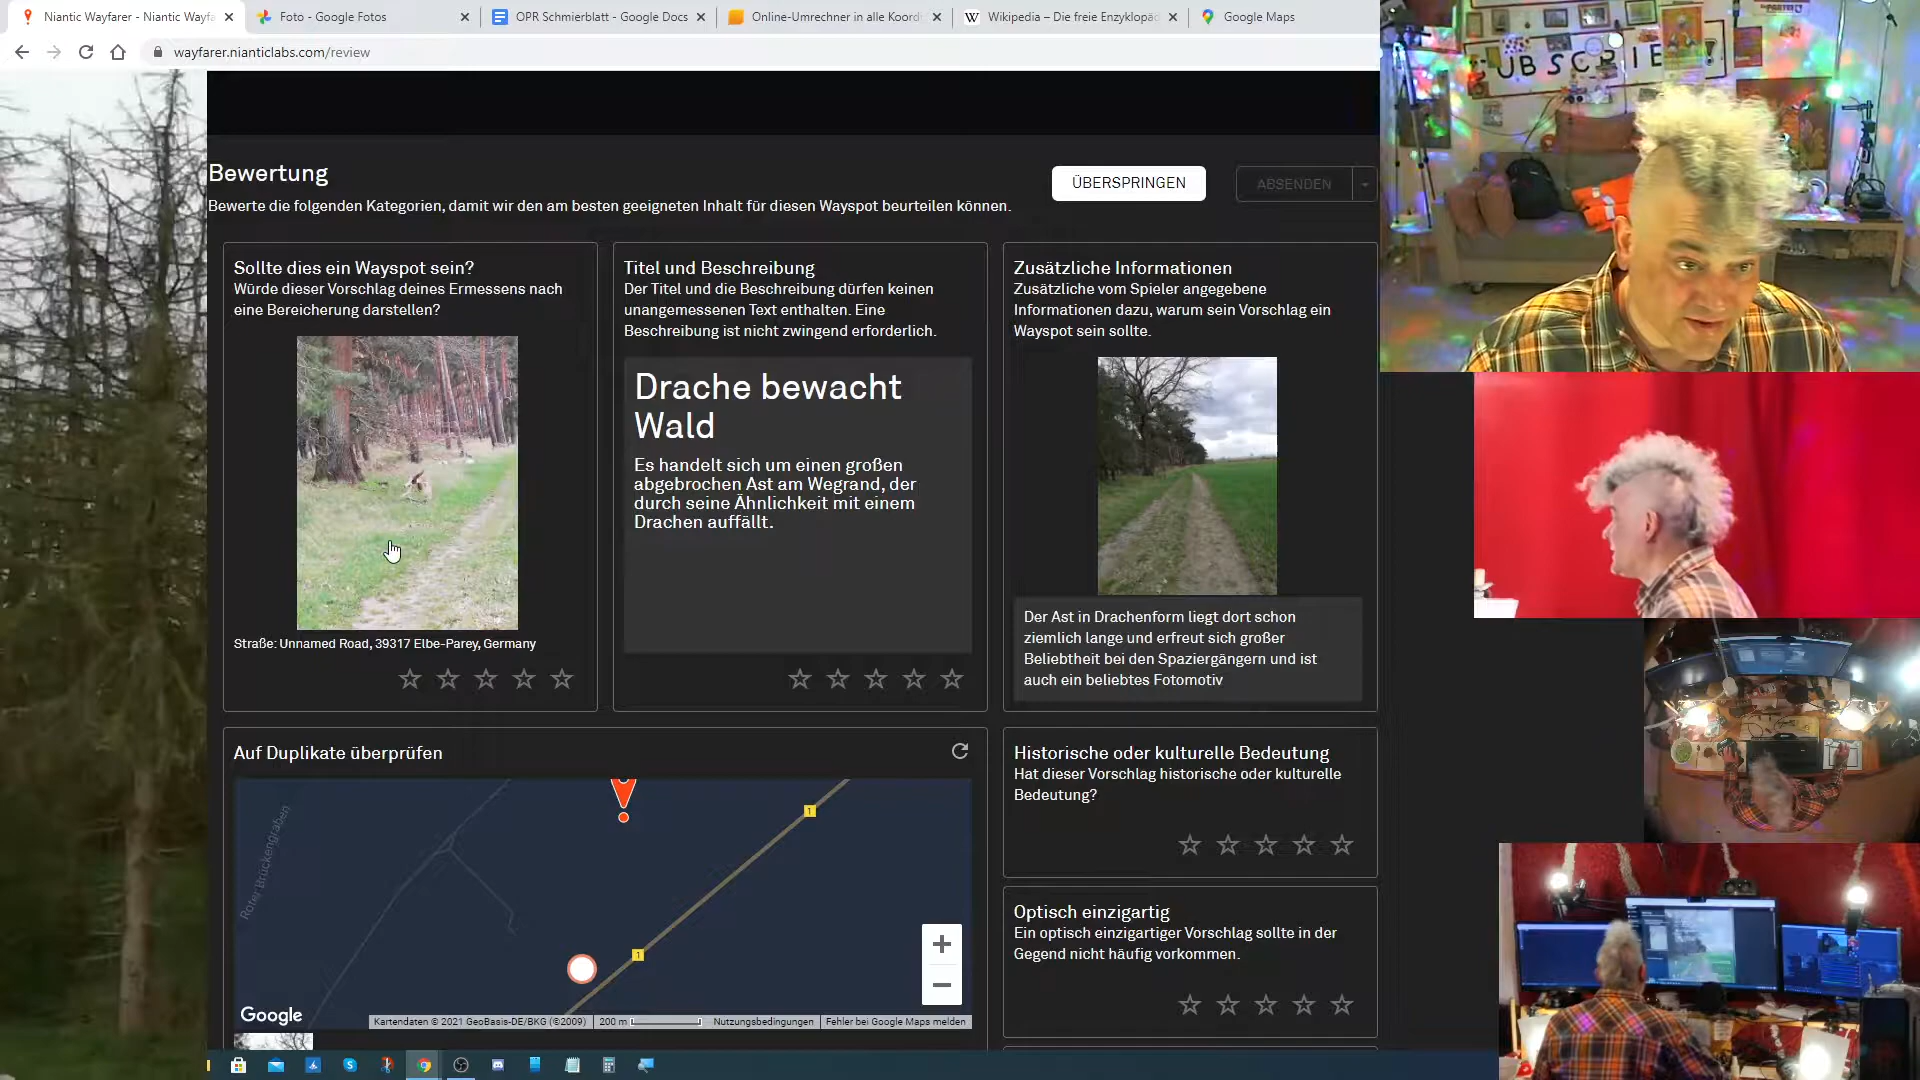 Niantic Wayfarer - Niantic Wayfa
Foto - Google Fotos
OPR Schmierblatt - Google Docs
Online-Umrechner in alle Koord
Wikipedia – Die freie Enzyklopäd
Google Maps
wayfarer.nianticlabs.com/review
UBSCRIE
Bewertung
Bewerte die folgenden Kategorien, damit wir den am besten geeigneten Inhalt für diesen Wayspot beurteilen können.
ÜBERSPRINGEN
ABSENDEN
Sollte dies ein Wayspot sein?
Würde dieser Vorschlag deines Ermessens nach
eine Bereicherung darstellen?
Straße: Unnamed Road, 39317 Elbe-Parey, Germany
Titel und Beschreibung
Der Titel und die Beschreibung dürfen keinen
unangemessenen Text enthalten. Eine
Beschreibung ist nicht zwingend erforderlich.
Drache bewacht
Wald
Es handelt sich um einen großen
abgebrochen Ast am Wegrand, der
durch seine Ähnlichkeit mit einem
Drachen auffällt.
Zusätzliche Informationen
Zusätzliche vom Spieler angegebene
Informationen dazu, warum sein Vorschlag ein
Wayspot sein sollte.
Der Ast in Drachenform liegt dort schon
ziemlich lange und erfreut sich großer
Beliebtheit bei den Spaziergängern und ist
auch ein beliebtes Fotomotiv
Auf Duplikate überprüfen
Roter Brückengraben
1
1
Google
Kartendaten © 2021 GeoBasis-DE/BKG (©2009)
200 m
Nutzungsbedingungen
Fehler bei Google Maps melden
Historische oder kulturelle Bedeutung
Hat dieser Vorschlag historische oder kulturelle
Bedeutung?
Optisch einzigartig
Ein optisch einzigartiger Vorschlag sollte in der
Gegend nicht häufig vorkommen.